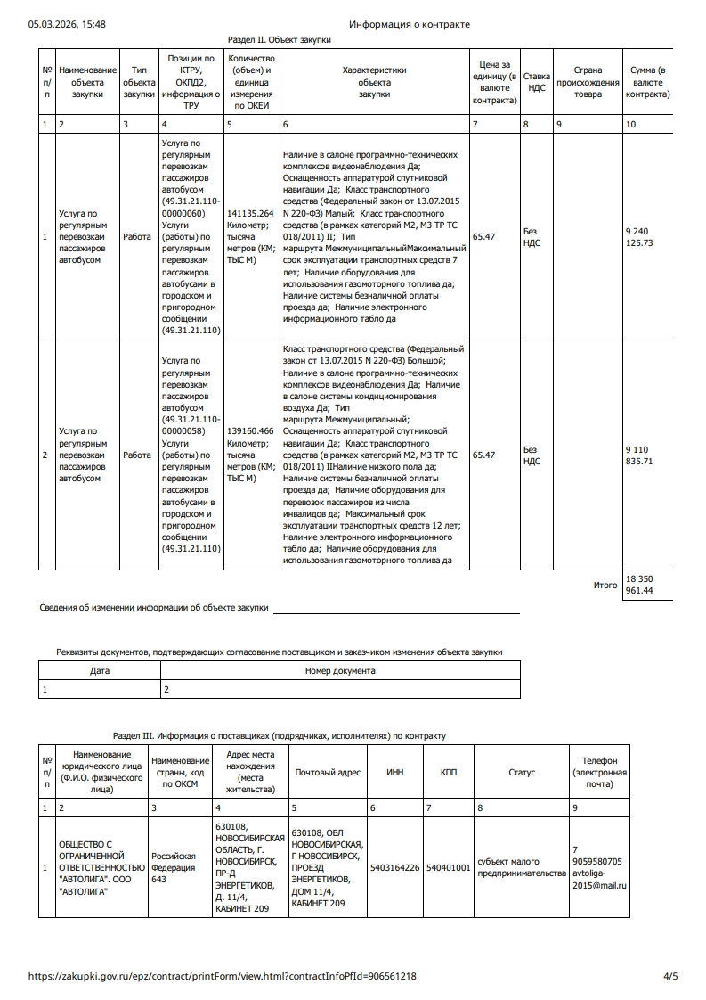 05.03.2026, 15:48
Информация о контракте
Раздел II. Объект закупки
№ п/п
Наименование объекта закупки
Тип объекта закупки
Позиции по КТРУ, ОКПД2, информация о ТРУ
Количество (объем) и единица измерения по ОКЕИ
Характеристики объекта закупки
Цена за единицу (в валюте контракта)
Ставка НДС
Страна происхождения товара
Сумма (в валюте контракта)
1 2 3 4 5 6 7 8 9 10
1
Услуга по регулярным перевозкам пассажиров автобусом
Работа
Услуга по
регулярным
перевозкам
пассажиров
автобусом
(49.31.21.110-
00000060)
Услуги
(работы) по
регулярным
перевозкам
пассажиров
автобусами в
городском и
пригородном
сообщении
(49.31.21.110)
141135.264
Километр;
тысяча
метров (КМ;
ТЫС М)
Наличие в салоне программно-технических
комплексов видеонаблюдения Да;
Оснащенность аппаратурой спутниковой
навигации Да; Класс транспортного
средства (Федеральный закон от 13.07.2015
N 220-ФЗ) Малый; Класс транспортного
средства (в рамках категорий М2, М3 ТР ТС
018/2011) II; Тип
маршрута МежмуниципальныйМаксимальный
срок эксплуатации транспортных средств 7
лет; Наличие оборудования для
использования газомоторного топлива да;
Наличие системы безналичной оплаты
проезда да; Наличие электронного
информационного табло да
65.47
Без НДС
9 240
125.73
2
Услуга по
регулярным
перевозкам
пассажиров
автобусом
Работа
Услуга по
регулярным
перевозкам
пассажиров
автобусом
(49.31.21.110-
00000058)
Услуги
(работы) по
регулярным
перевозкам
пассажиров
автобусами в
городском и
пригородном
сообщении
(49.31.21.110)
139160.466
Километр;
тысяча
метров (КМ;
ТЫС М)
Класс транспортного средства (Федеральный
закон от 13.07.2015 N 220-ФЗ) Большой;
Наличие в салоне программно-технических
комплексов видеонаблюдения Да; Наличие
в салоне системы кондиционирования
воздуха Да; Тип
маршрута Межмуниципальный;
Оснащенность аппаратурой спутниковой
навигации Да; Класс транспортного
средства (в рамках категорий М2, М3 ТР ТС
018/2011) IIНаличие низкого пола да;
Наличие системы безналичной оплаты
проезда да; Наличие оборудования для
перевозок пассажиров из числа
инвалидов да; Максимальный срок
эксплуатации транспортных средств 12 лет;
Наличие электронного информационного
табло да; Наличие оборудования для
использования газомоторного топлива да
65.47
Без НДС
9 110
835.71
Итого
18 350
961.44
Сведения об изменении информации об объекте закупки
Реквизиты документов, подтверждающих согласование поставщиком и заказчиком изменения объекта закупки
Дата
Номер документа
1 2
Раздел III. Информация о поставщиках (подрядчиках, исполнителях) по контракту
№ п/п
Наименование юридического лица (Ф.И.О. физического лица)
Наименование страны, код по ОКСМ
Адрес места нахождения (места жительства)
Почтовый адрес
ИНН
КПП
Статус
Телефон (электронная почта)
1 2 3 4 5 6 7 8 9
1
ОБЩЕСТВО С
ОГРАНИЧЕННОЙ
ОТВЕТСТВЕННОСТЬЮ
"АВТОЛИГА". ООО
"АВТОЛИГА"
Российская
Федерация
643
630108,
НОВОСИБИРСКАЯ
ОБЛАСТЬ, Г.
НОВОСИБИРСК,
ПР-Д
ЭНЕРГЕТИКОВ,
Д. 11/4,
КАБИНЕТ 209
630108, ОБЛ
НОВОСИБИРСКАЯ,
Г НОВОСИБИРСК,
ПРОЕЗД
ЭНЕРГЕТИКОВ,
ДОМ 11/4,
КАБИНЕТ 209
5403164226
540401001
субъект малого
предпринимательства
7
9059580705
avtoliga-
2015@mail.ru
https://zakupki.gov.ru/epz/contract/printForm/view.html?contractInfoPfId=906561218
4/5